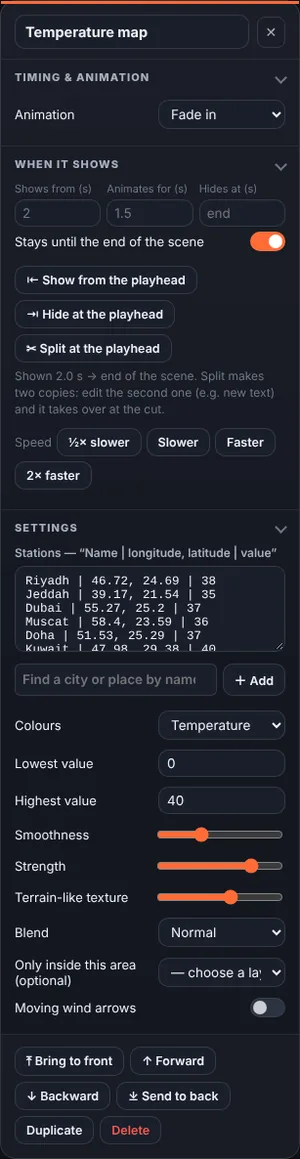 Temperature map
✕
TIMING & ANIMATION
Animation
Fade in
WHEN IT SHOWS
Shows from (s) Animates for (s) Hides at (s)
2 1.5 end
Stays until the end of the scene
⇤ Show from the playhead
⇥ Hide at the playhead
✂ Split at the playhead
Shown 2.0 s → end of the scene. Split makes
two copies: edit the second one (e.g. new text)
and it takes over at the cut.
Speed ½× slower Slower Faster
2× faster
SETTINGS
Stations — “Name | longitude, latitude | value”
Riyadh | 46.72, 24.69 | 38
Jeddah | 39.17, 21.54 | 35
Dubai | 55.27, 25.2 | 37
Muscat | 58.4, 23.59 | 36
Doha | 51.53, 25.29 | 37
Kuwait | 47.98, 29.38 | 40
Find a city or place by name
+ Add
Colours Temperature
Lowest value 0
Highest value 40
Smoothness
Strength
Terrain-like texture
Blend Normal
Only inside this area
(optional)
— choose a lay
Moving wind arrows
⤒ Bring to front ↑ Forward
↓ Backward ⤓ Send to back
Duplicate Delete